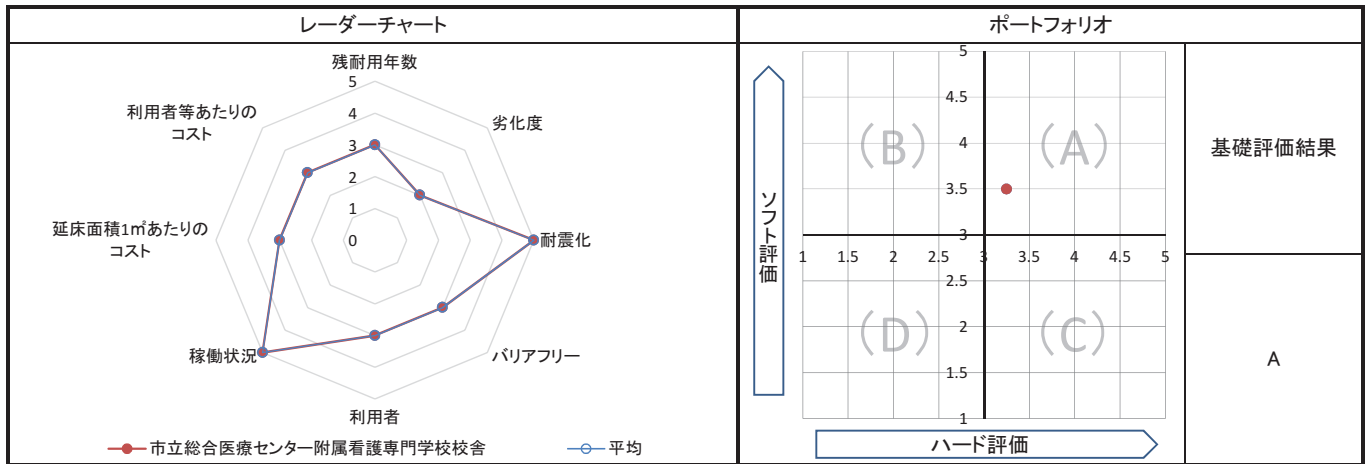 レーダーチャート
残耐用年数
劣化度
耐震化
バリアフリー
利用者
稼働状況
延床面積1㎡あたりの
コスト
利用者等あたりの
コスト
5
4
3
2
1
0
市立総合医療センター附属看護専門学校校舎
平均
ポートフォリオ
ソフト評価
5
4.5
4
3.5
3
2.5
2
1.5
1
1 1.5 2 2.5 3 3.5 4 4.5 5
(B) (A)
(D) (C)
ハード評価
基礎評価結果
A